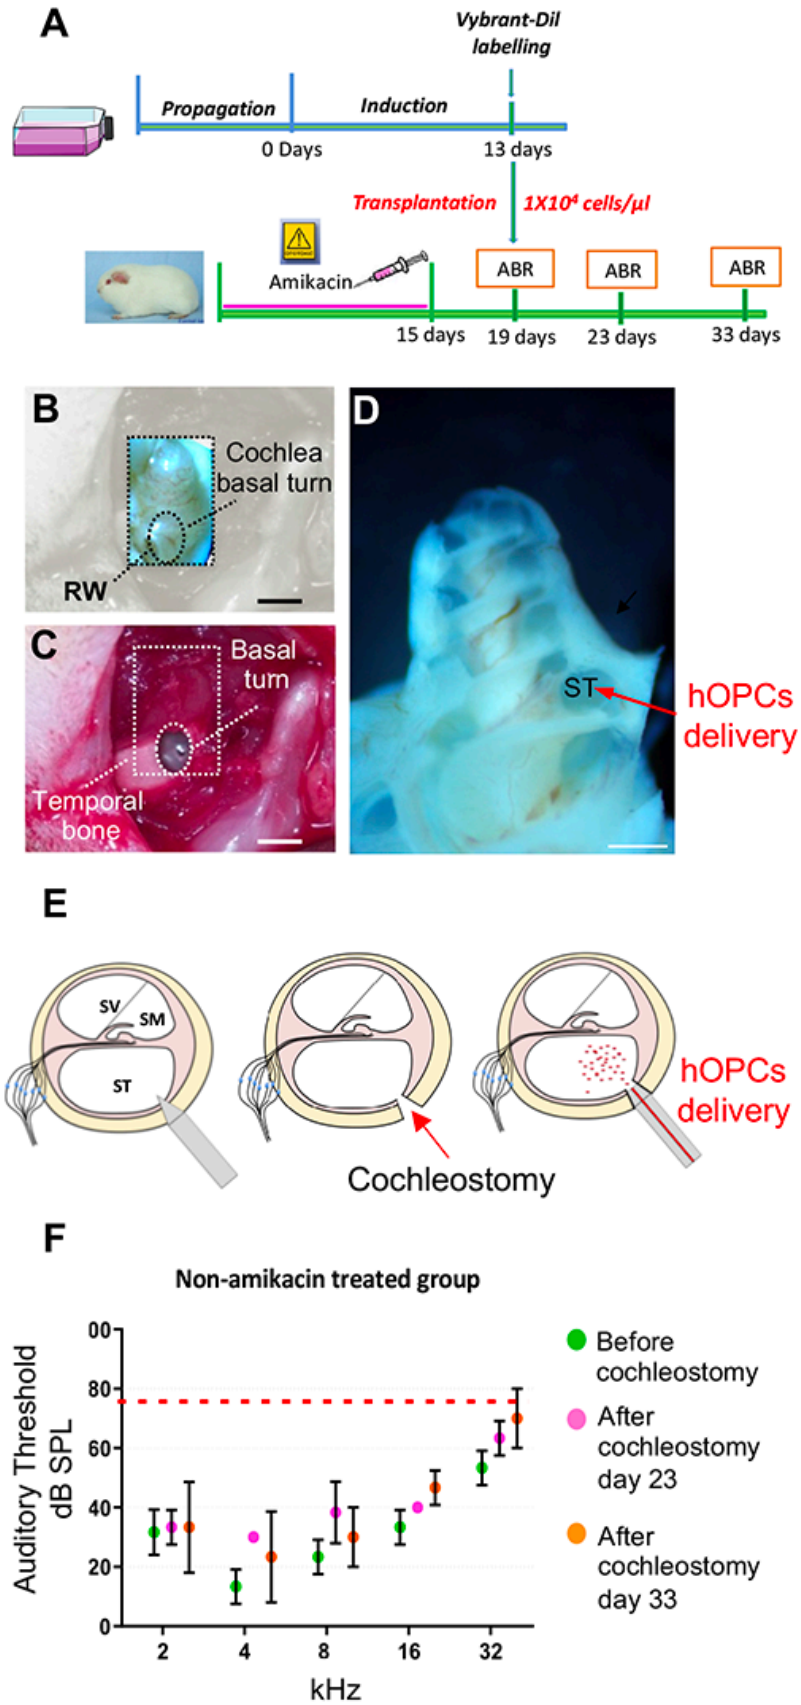 A
Vybrant-Dil
labelling
Propagation
Induction
0 Days
13 days
Transplantation
1X10⁴ cells/µl
Amikacin
ABR
ABR
ABR
15 days
19 days
23 days
33 days
B
Cochlea
basal turn
RW
C
Basal
turn
Temporal
bone
D
ST
hOPCs
delivery
E
SV
SM
ST
Cochleostomy
hOPCs
delivery
F
Non-amikacin treated group
Auditory Threshold
dB SPL
00
80
60
40
20
0
2
4
8
16
32
kHz
Before
cochleostomy
After
cochleostomy
day 23
After
cochleostomy
day 33